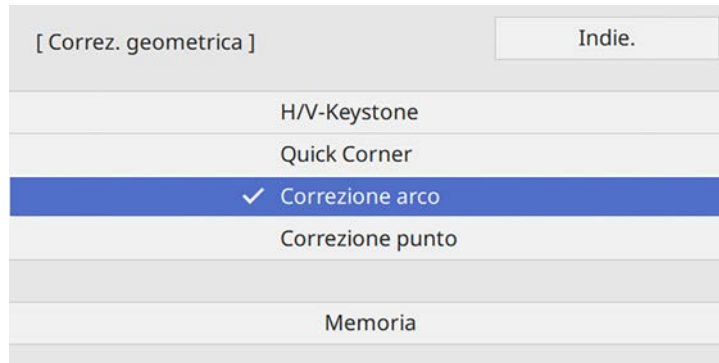 [ Correz. geometrica ]
Indie.
H/V-Keystone
Quick Corner
Correzione arco
Correzione punto
Memoria